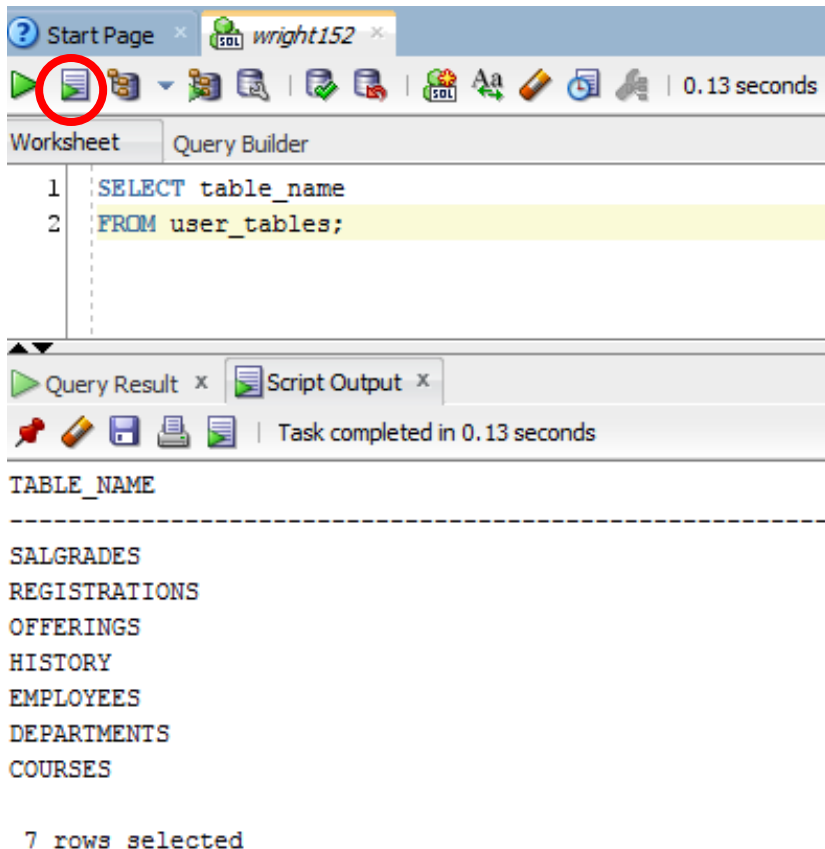 Start Page wright152
0.13 seconds
Worksheet Query Builder
1 SELECT table_name
2 FROM user_tables;
Query Result x Script Output x
Task completed in 0.13 seconds
TABLE_NAME
------------------------------------------------------
SALGRADES
REGISTRATIONS
OFFERINGS
HISTORY
EMPLOYEES
DEPARTMENTS
COURSES
7 rows selected